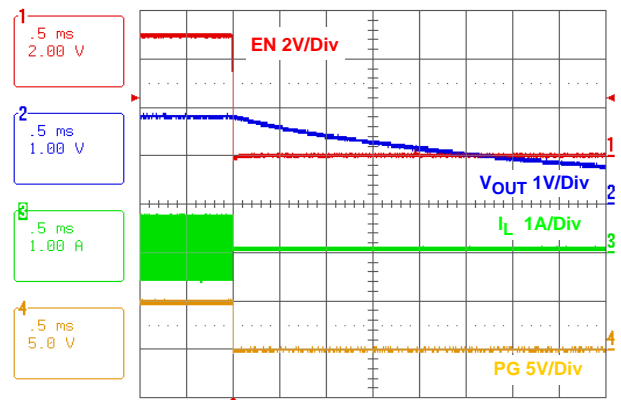 1
.5 ms
2.00 V
EN 2V/Div
2
.5 ms
1.00 V
1
VOUT 1V/Div
2
3
.5 ms
1.00 A
IL 1A/Div
3
4
.5 ms
5.0 V
4
PG 5V/Div